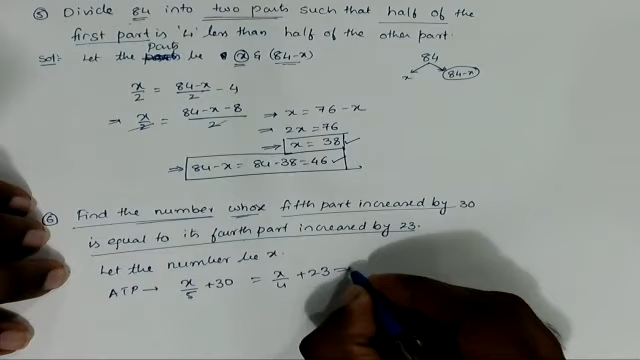 ⑤ Divide 84 into two parts such that half of the
first part is '4' less than half of the other part.
Sol: Let the parts be x & (84-x)
84
x (84-x)
x/2 = (84-x)/2 - 4
⇒ x/2 = (84-x-8)/2 ⇒ x = 76 - x
⇒ 2x = 76
⇒ x = 38 ✓
⇒ 84-x = 84-38 = 46 ✓
⑥ Find the number whose fifth part increased by 30
is equal to its fourth part increased by 23.
Let the number be x.
ATP → x/5 + 30 = x/4 + 23